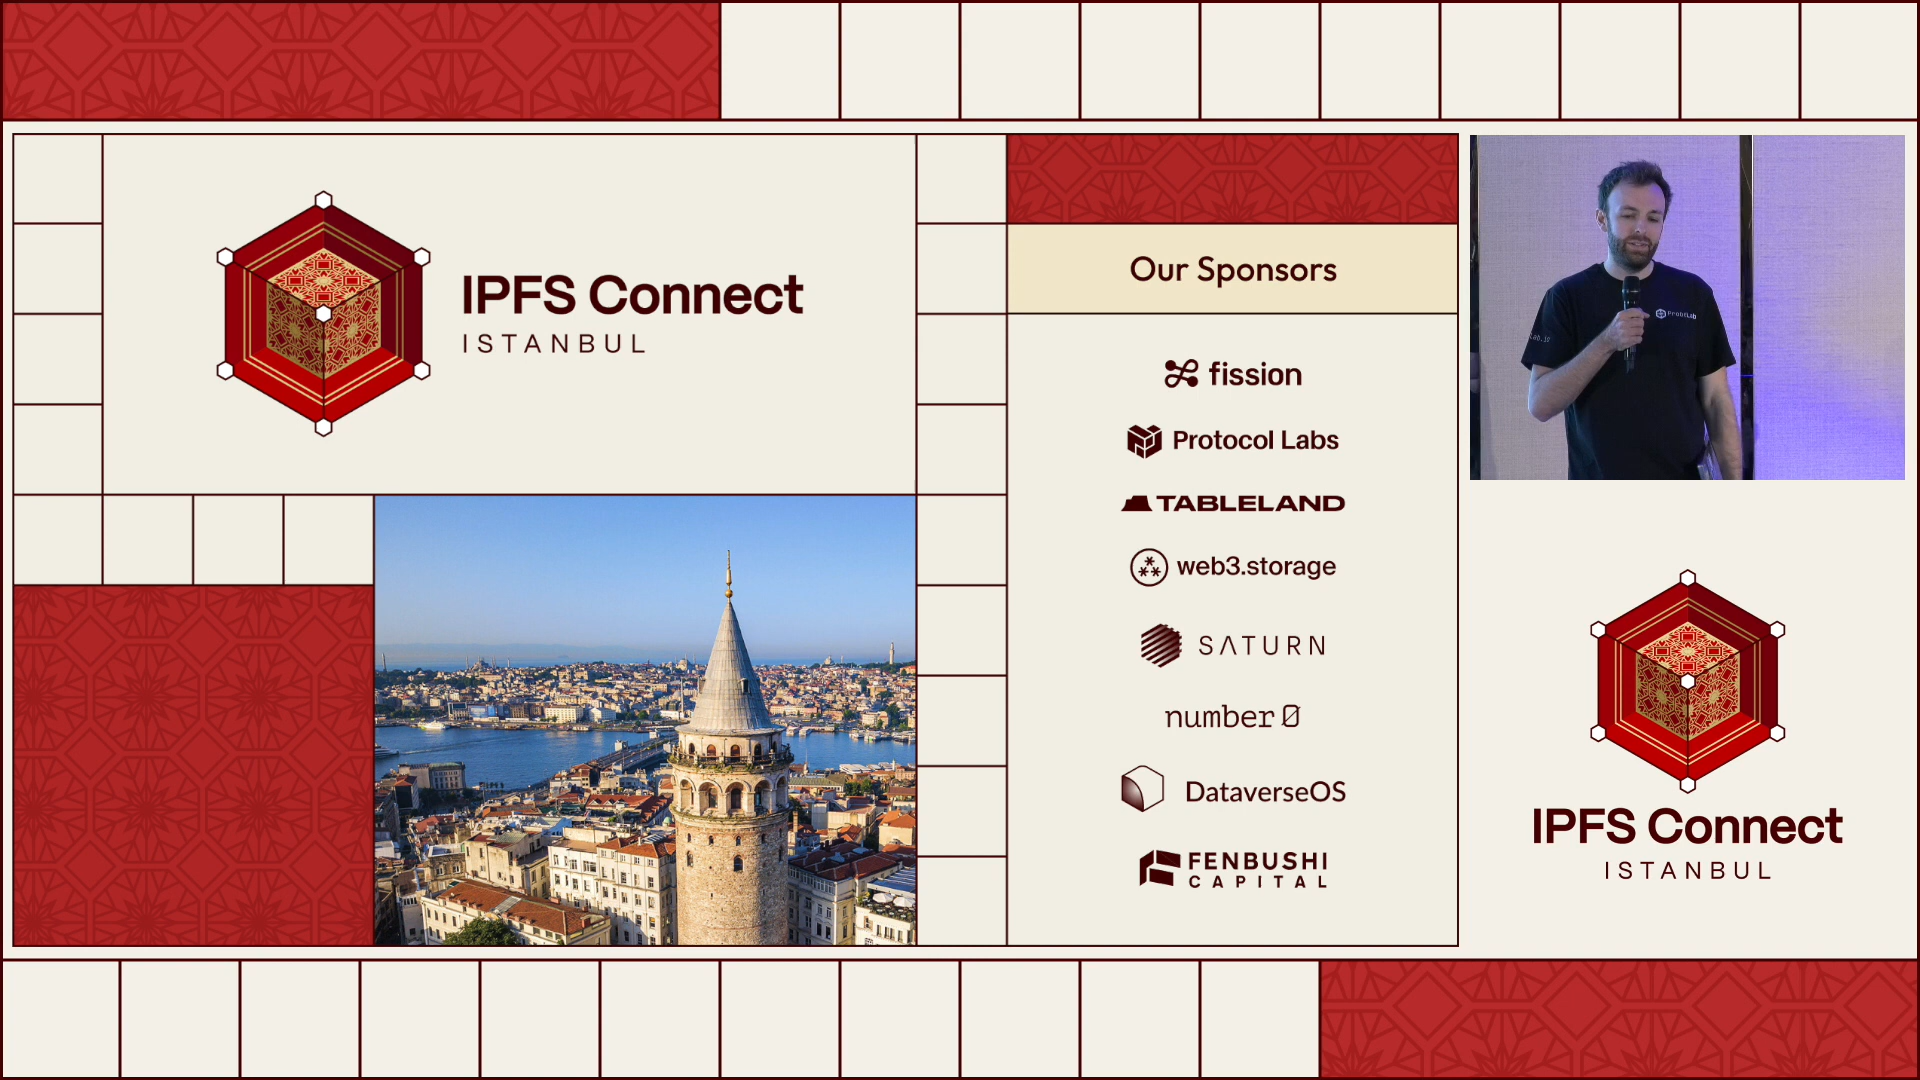 IPFS Connect
ISTANBUL
Our Sponsors
fission
Protocol Labs
TABLELAND
web3.storage
SATURN
number 0
DataverseOS
FENBUSHI
CAPITAL
ProbeLab
IPFS Connect
ISTANBUL